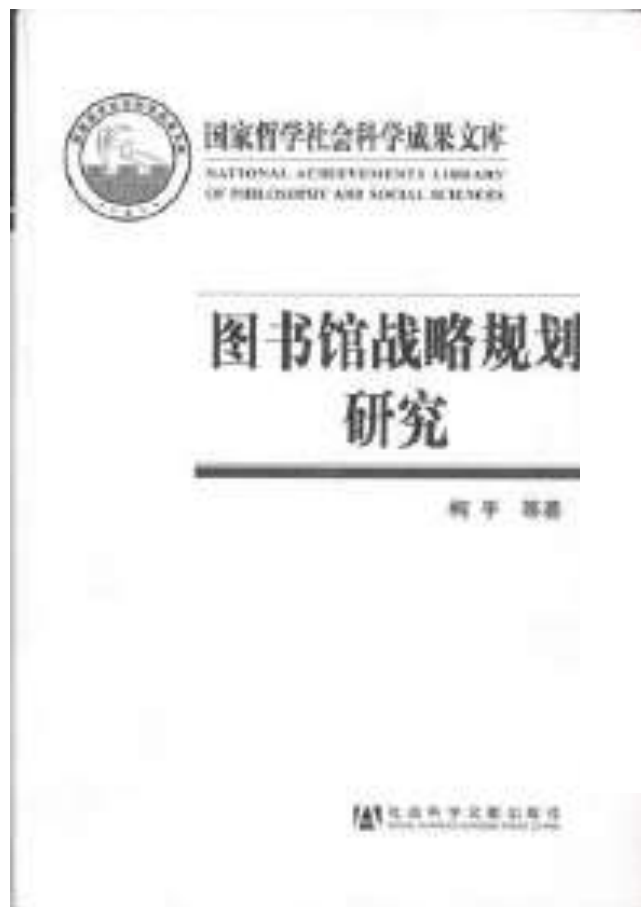 国家哲学社会科学成果文库
NATIONAL ACHIEVEMENTS LIBRARY
OF PHILOSOPHY AND SOCIAL SCIENCES
图书馆战略规划
研究
柯平 等著
社会科学文献出版社